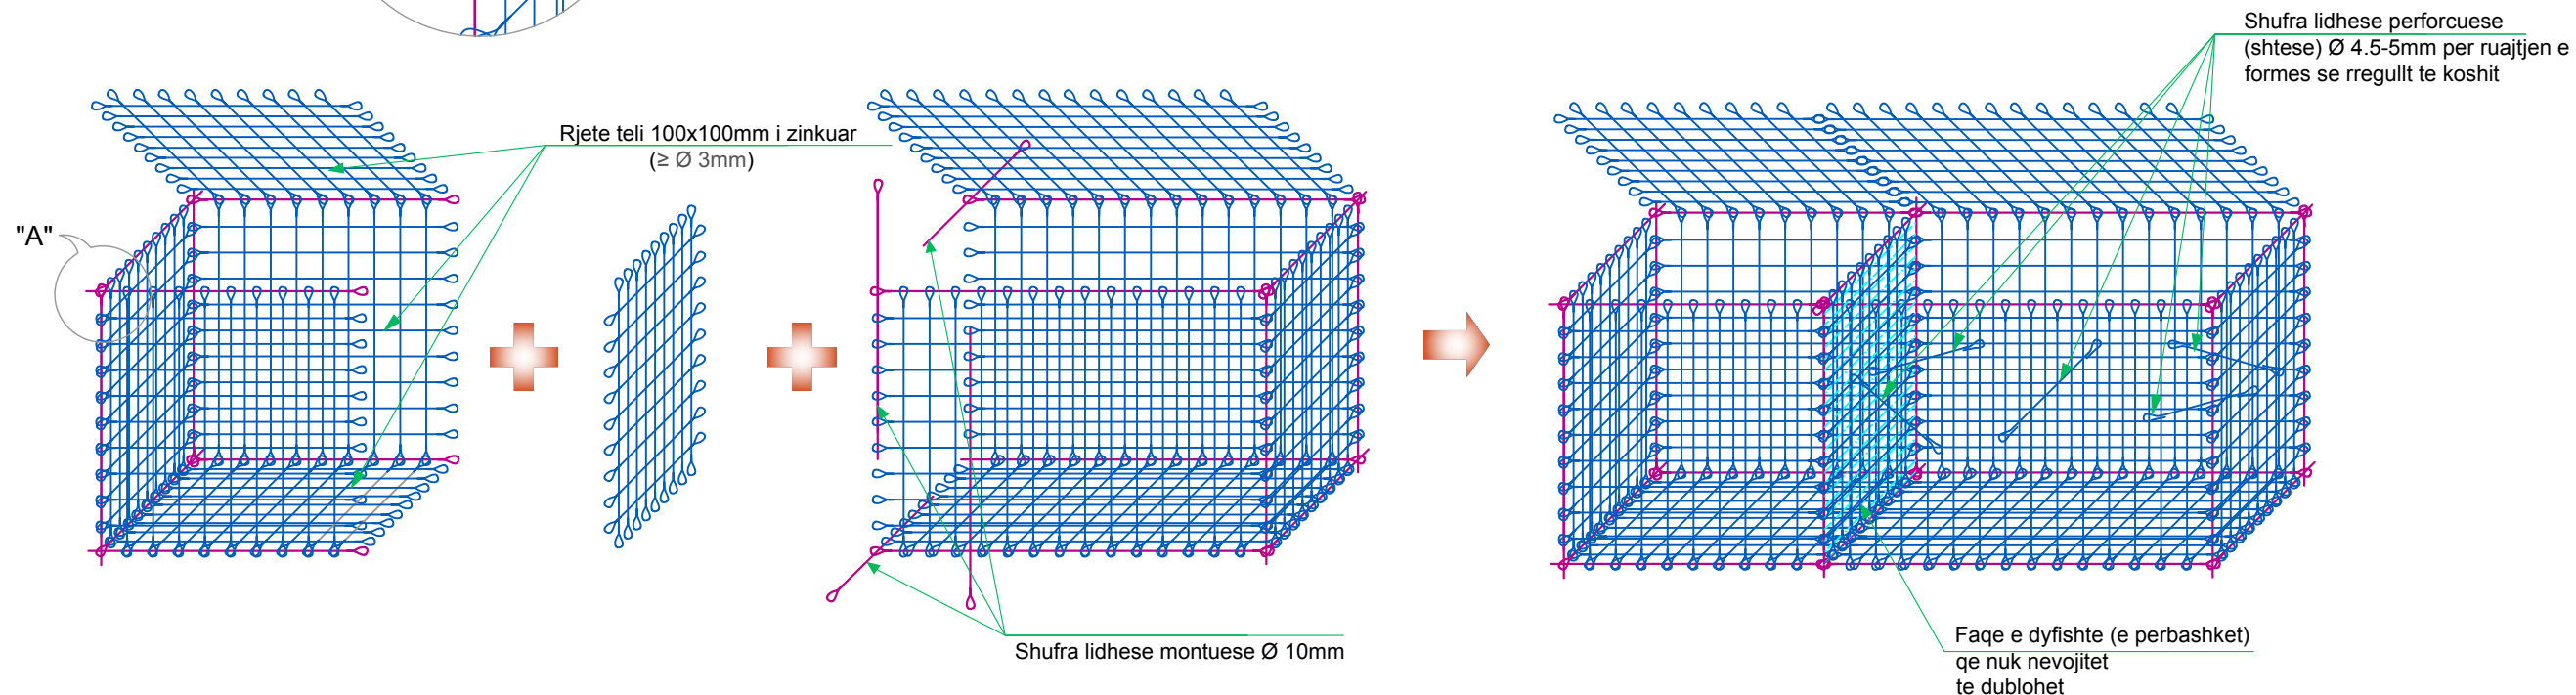 Shufra lidhese perforcuese
(shtese) Ø 4.5-5mm per ruajtjen e
formes se rregullt te koshit
Rjete teli 100x100mm i zinkuar
(≥ Ø 3mm)
"A"
Shufra lidhese montuese Ø 10mm
Faqe e dyfishte (e perbashket)
qe nuk nevojitet
te dublohet